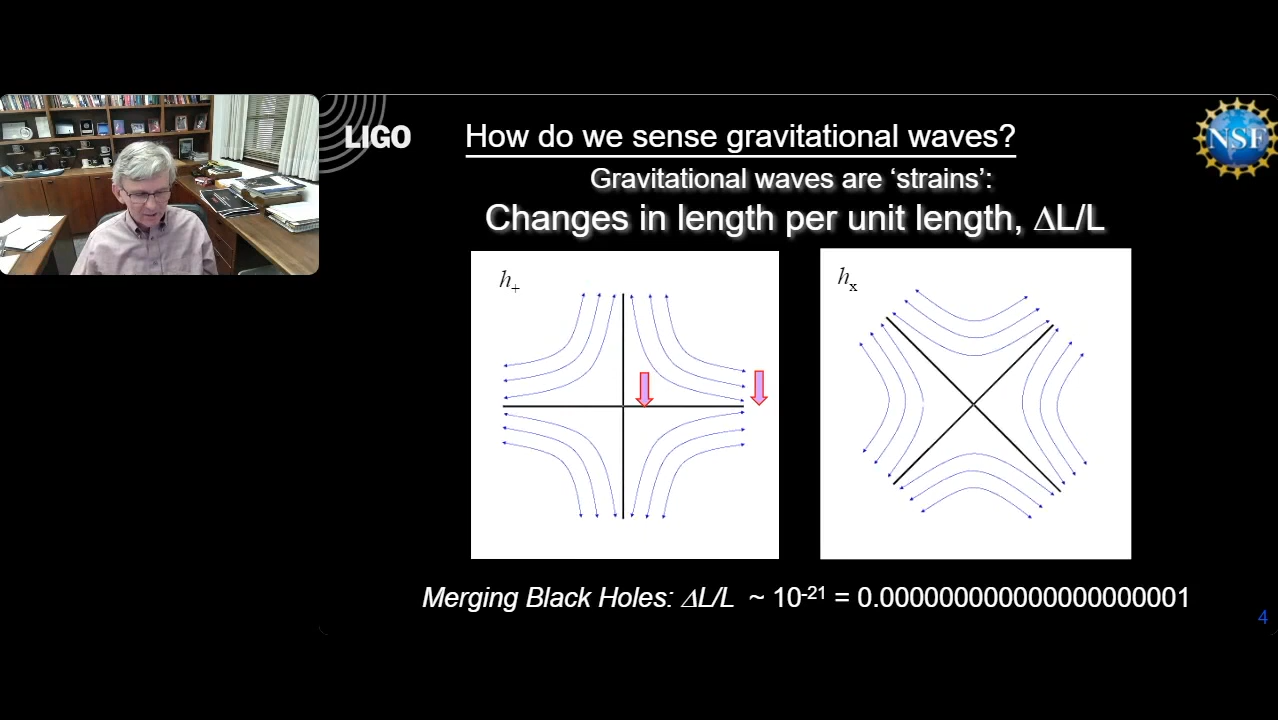 LIGO
How do we sense gravitational waves?
NSF
Gravitational waves are ‘strains’:
Changes in length per unit length, ΔL/L
h+
hx
Merging Black Holes: ΔL/L ~ 10-21 = 0.000000000000000000001
4